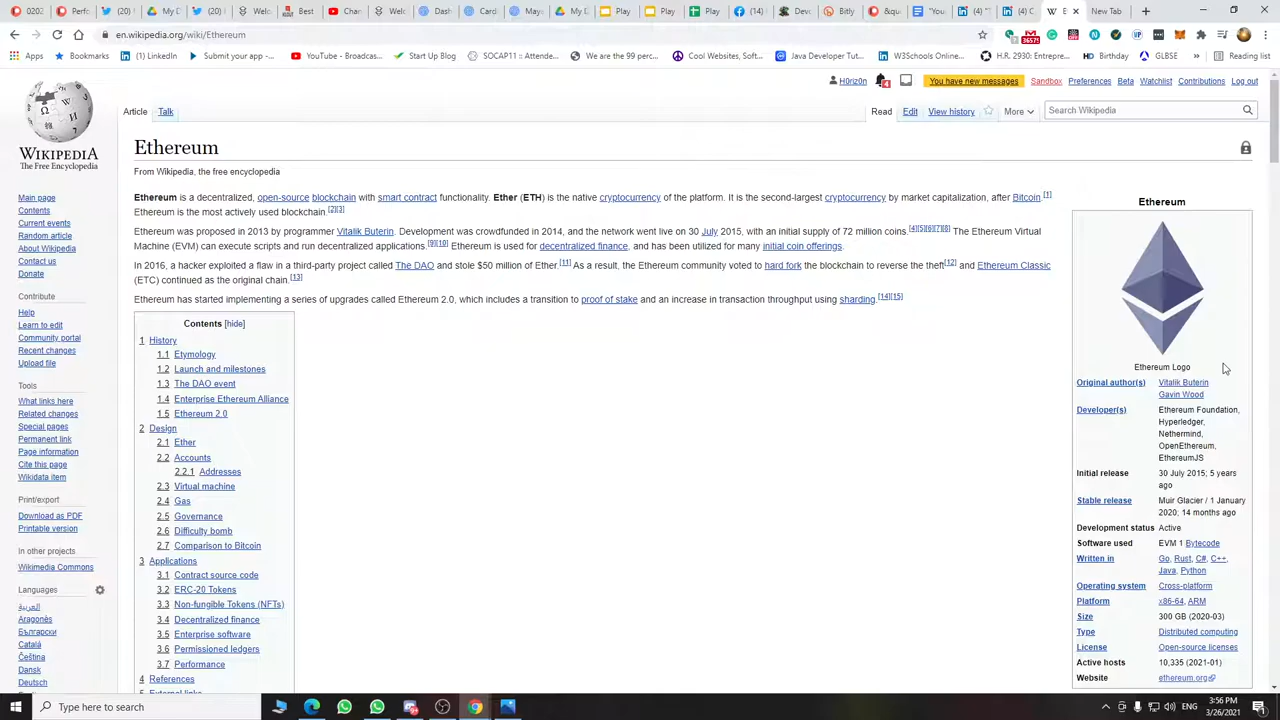 en.wikipedia.org/wiki/Ethereum
Apps
Bookmarks
(1) LinkedIn
Submit your app -...
YouTube - Broadca...
Start Up Blog
SOCAP11 :: Attende...
We are the 99 perc...
Cool Websites, Soft...
Java Developer Tut...
W3Schools Online...
H.R. 2930: Entrepre...
Birthday
GLBSE
»
Reading list
H0riz0n
4
You have new messages
Sandbox
Preferences
Beta
Watchlist
Contributions
Log out
Article
Talk
Read
Edit
View history
More
Search Wikipedia
WIKIPEDIA
The Free Encyclopedia
Main page
Contents
Current events
Random article
About Wikipedia
Contact us
Donate
Contribute
Help
Learn to edit
Community portal
Recent changes
Upload file
Tools
What links here
Related changes
Special pages
Permanent link
Page information
Cite this page
Wikidata item
Print/export
Download as PDF
Printable version
In other projects
Wikimedia Commons
Languages
العربية
Aragonés
Български
Català
Čeština
Dansk
Deutsch
Ethereum
From Wikipedia, the free encyclopedia
Ethereum is a decentralized, open-source blockchain with smart contract functionality. Ether (ETH) is the native cryptocurrency of the platform. It is the second-largest cryptocurrency by market capitalization, after Bitcoin.[1]
Ethereum is the most actively used blockchain.[2][3]
Ethereum was proposed in 2013 by programmer Vitalik Buterin. Development was crowdfunded in 2014, and the network went live on 30 July 2015, with an initial supply of 72 million coins.[4][5][6][7][8] The Ethereum Virtual
Machine (EVM) can execute scripts and run decentralized applications.[9][10] Ethereum is used for decentralized finance, and has been utilized for many initial coin offerings.
In 2016, a hacker exploited a flaw in a third-party project called The DAO and stole $50 million of Ether.[11] As a result, the Ethereum community voted to hard fork the blockchain to reverse the theft[12] and Ethereum Classic
(ETC) continued as the original chain.[13]
Ethereum has started implementing a series of upgrades called Ethereum 2.0, which includes a transition to proof of stake and an increase in transaction throughput using sharding.[14][15]
Contents [hide]
1 History
1.1 Etymology
1.2 Launch and milestones
1.3 The DAO event
1.4 Enterprise Ethereum Alliance
1.5 Ethereum 2.0
2 Design
2.1 Ether
2.2 Accounts
2.2.1 Addresses
2.3 Virtual machine
2.4 Gas
2.5 Governance
2.6 Difficulty bomb
2.7 Comparison to Bitcoin
3 Applications
3.1 Contract source code
3.2 ERC-20 Tokens
3.3 Non-fungible Tokens (NFTs)
3.4 Decentralized finance
3.5 Enterprise software
3.6 Permissioned ledgers
3.7 Performance
4 References
5 External links
Ethereum
Ethereum Logo
Original author(s) Vitalik Buterin
Gavin Wood
Developer(s) Ethereum Foundation,
Hyperledger,
Nethermind,
OpenEthereum,
EthereumJS
Initial release 30 July 2015; 5 years
ago
Stable release Muir Glacier / 1 January
2020; 14 months ago
Development status Active
Software used EVM 1 Bytecode
Written in Go, Rust, C#, C++,
Java, Python
Operating system Cross-platform
Platform x86-64, ARM
Size 300 GB (2020-03)
Type Distributed computing
License Open-source licenses
Active hosts 10,335 (2021-01)
Website ethereum.org
Type here to search
ENG
3:56 PM
3/26/2021